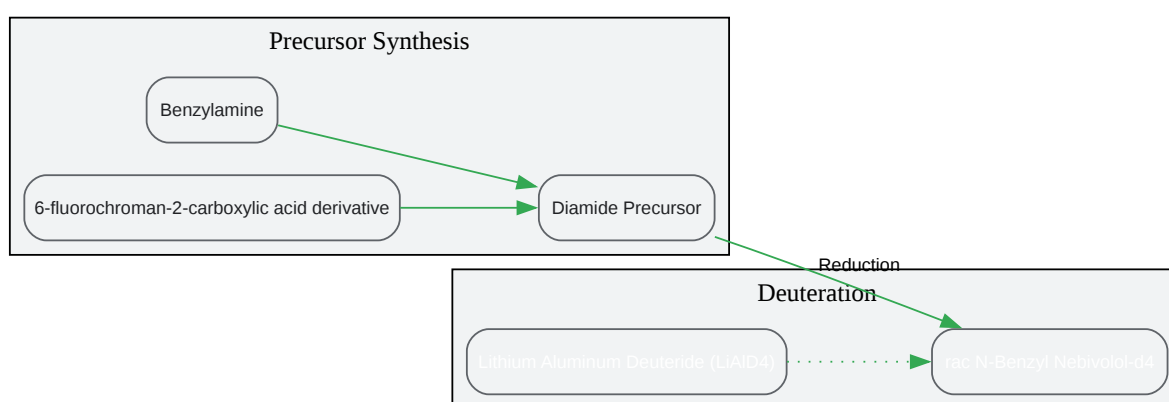 Precursor Synthesis
Benzylamine
6-fluorochroman-2-carboxylic acid derivative
Diamide Precursor
Reduction
Deuteration
Lithium Aluminum Deuteride (LiAlD4)
rac N-Benzyl Nebivolol-d4